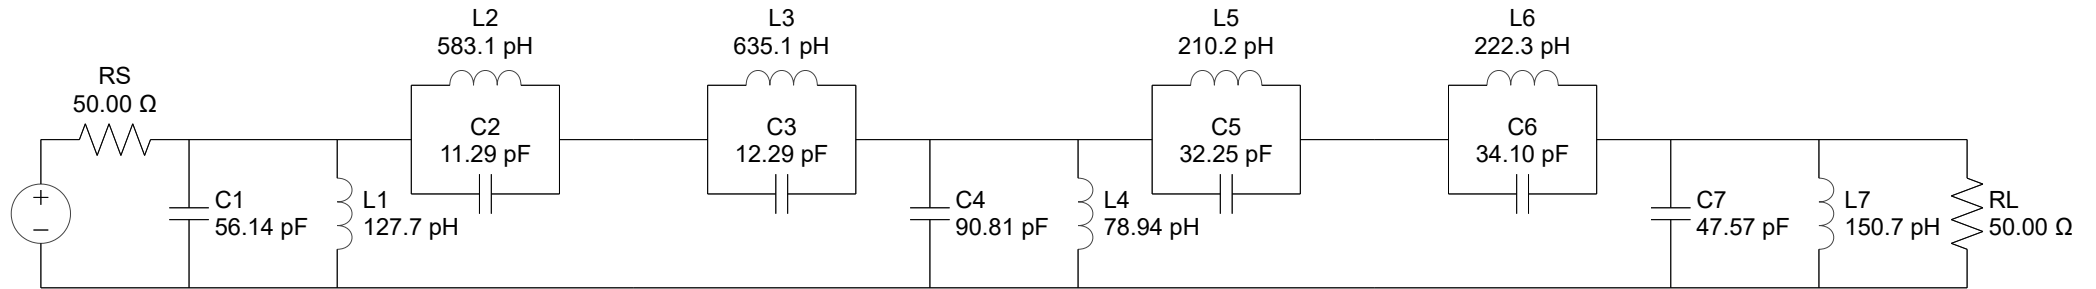 L2
583.1 pH
L3
635.1 pH
L5
210.2 pH
L6
222.3 pH
RS
50.00 Ω
C2
11.29 pF
C3
12.29 pF
C5
32.25 pF
C6
34.10 pF
+
−
C1
56.14 pF
L1
127.7 pH
C4
90.81 pF
L4
78.94 pH
C7
47.57 pF
L7
150.7 pH
RL
50.00 Ω